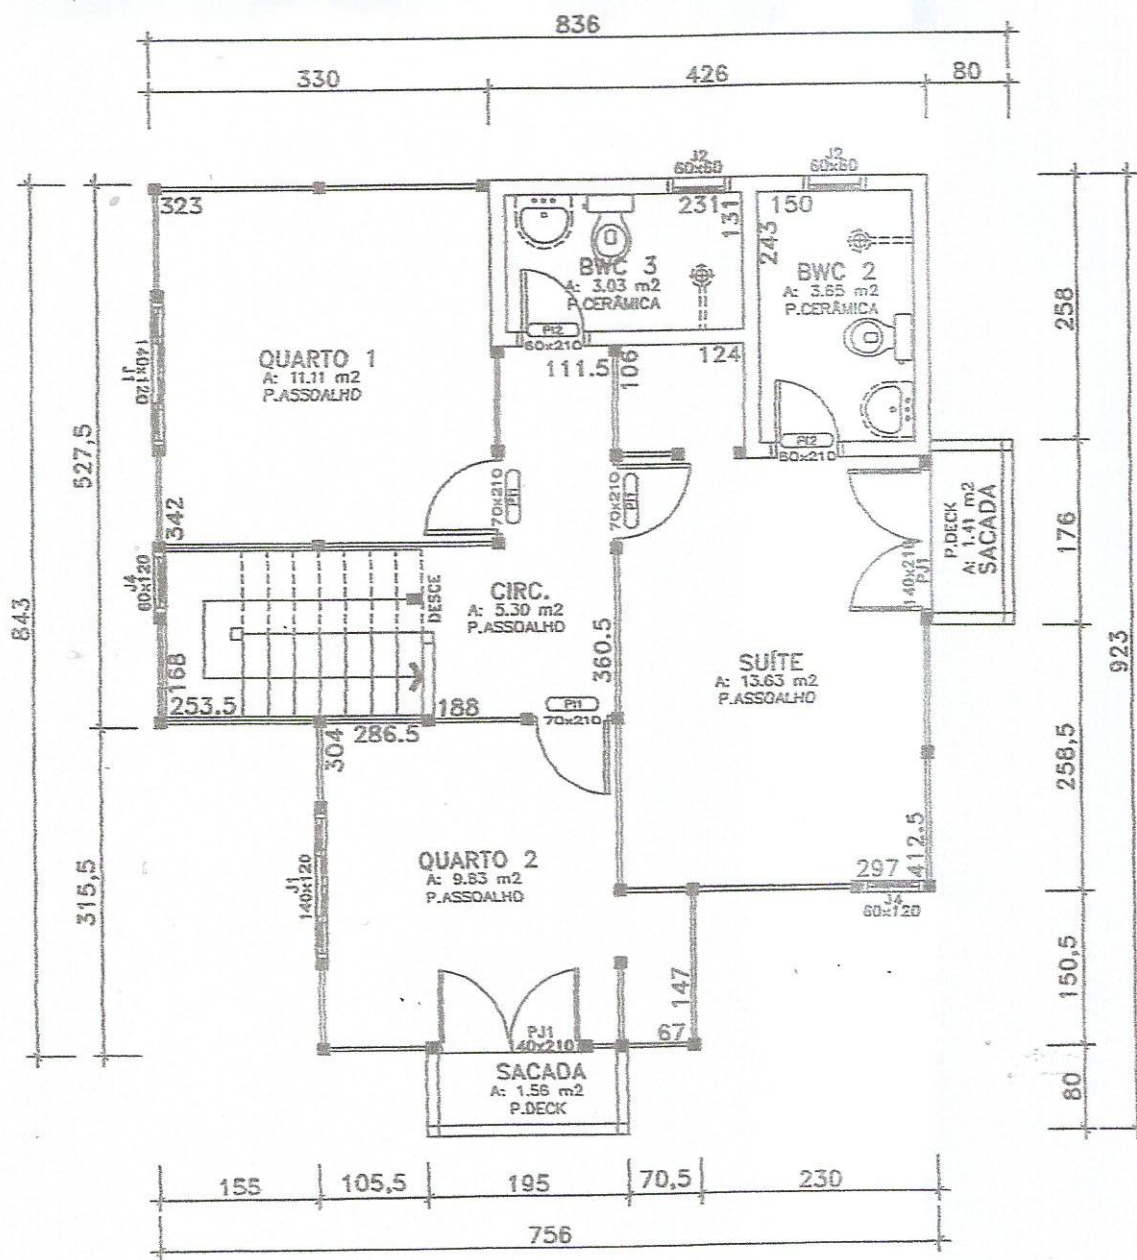 836
330
426
80
J2
60x60
J2
60x60
323
231
131
150
243
BWC 3
A: 3.03 m2
P.CERÂMICA
BWC 2
A: 3.65 m2
P.CERÂMICA
PI2
60x210
258
140x120
J1
QUARTO 1
A: 11.11 m2
P.ASSOALHO
111.5
106
124
PI2
60x210
527,5
342
70x210
PI1
70x210
PI1
P.DECK
A: 1.41 m2
SACADA
140x210
PJ1
176
J4
60x120
DESCE
CIRC.
A: 5.30 m2
P.ASSOALHO
843
923
168
360.5
SUÍTE
A: 13.63 m2
P.ASSOALHO
253.5
188
PI1
70x210
304
286.5
258,5
J1
140x120
QUARTO 2
A: 9.83 m2
P.ASSOALHO
297
412.5
J4
60x120
315,5
147
150,5
PJ1
140x210
67
SACADA
A: 1.56 m2
P.DECK
80
155
105,5
195
70,5
230
756